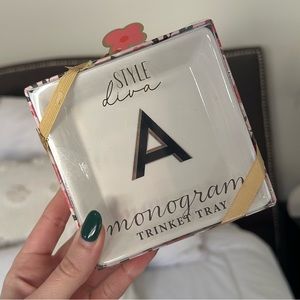 STYLE
diva
A
monogram
TRINKET TRAY